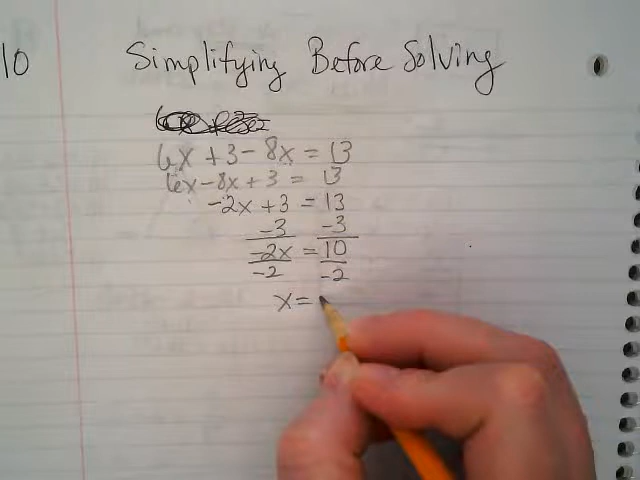 10 Simplifying Before Solving
6x + 3 - 8x = 13
6x - 8x + 3 = 13
-2x + 3 = 13
-3 -3
-2x = 10
-2 -2
x =